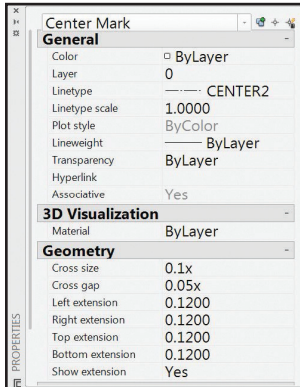 Center Mark
General
Color ByLayer
Layer 0
Linetype CENTER2
Linetype scale 1.0000
Plot style ByColor
Lineweight ByLayer
Transparency ByLayer
Hyperlink
Associative Yes
3D Visualization
Material ByLayer
Geometry
Cross size 0.1x
Cross gap 0.05x
Left extension 0.1200
Right extension 0.1200
Top extension 0.1200
Bottom extension 0.1200
Show extension Yes
PROPERTIES